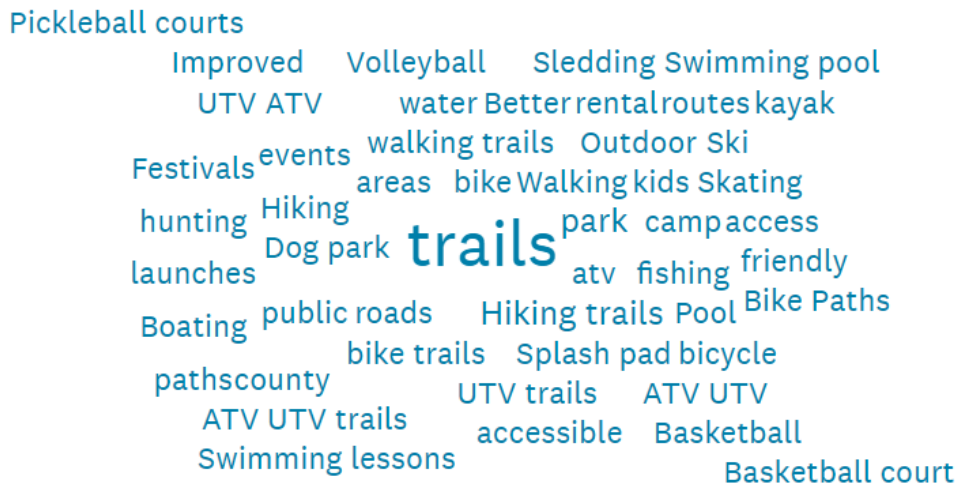 Pickleball courts
Improved Volleyball Sledding Swimming pool
UTV ATV water Better rental routes kayak
walking trails Outdoor Ski
Festivals events
areas bike Walking kids Skating
hunting Hiking park camp access
Dog park trails
launches atv fishing friendly
Boating public roads Hiking trails Pool Bike Paths
bike trails Splash pad bicycle
paths county UTV trails ATV UTV
ATV UTV trails accessible Basketball
Swimming lessons
Basketball court